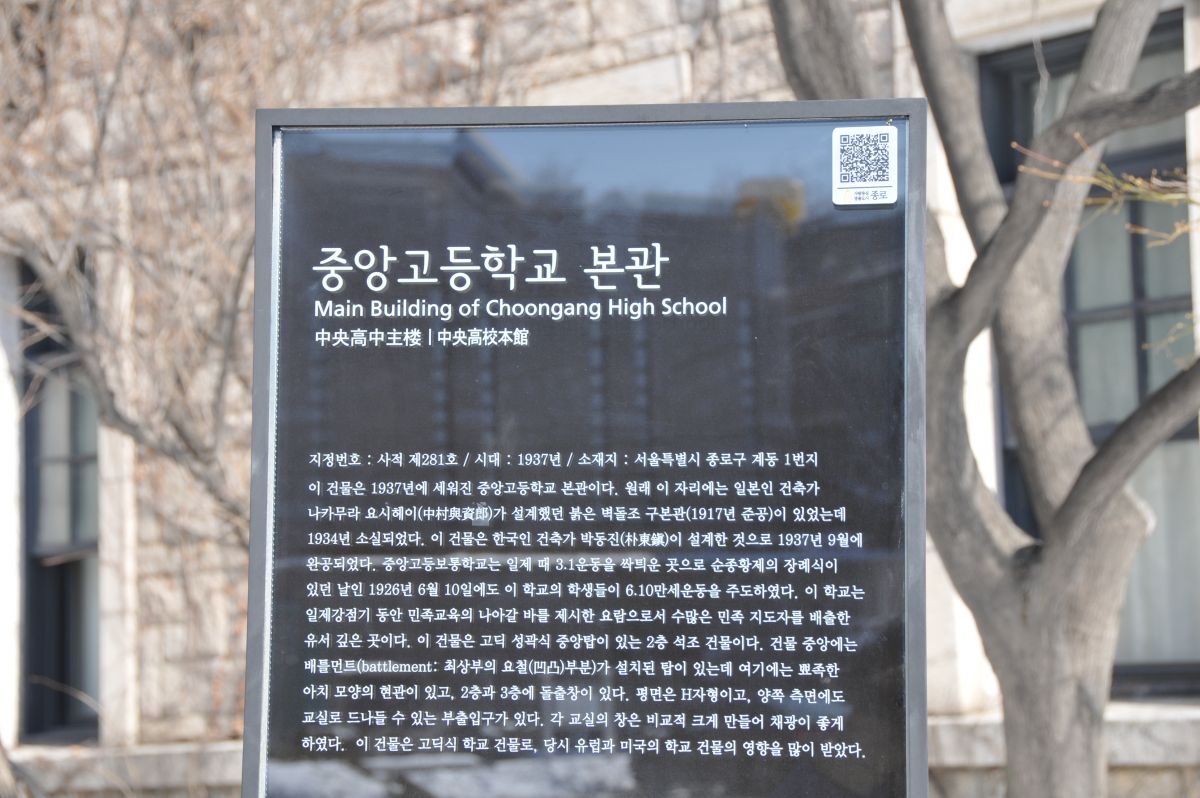 종로
중앙고등학교 본관
Main Building of Choongang High School
中央高中主楼 | 中央高校本館
지정번호 : 사적 제281호 / 시대 : 1937년 / 소재지 : 서울특별시 종로구 계동 1번지
이 건물은 1937년에 세워진 중앙고등학교 본관이다. 원래 이 자리에는 일본인 건축가
나카무라 요시헤이(中村與資郞)가 설계했던 붉은 벽돌조 구본관(1917년 준공)이 있었는데
1934년 소실되었다. 이 건물은 한국인 건축가 박동진(朴東鎭)이 설계한 것으로 1937년 9월에
완공되었다. 중앙고등보통학교는 일제 때 3.1운동을 싹틔운 곳으로 순종황제의 장례식이
있던 날인 1926년 6월 10일에도 이 학교의 학생들이 6.10만세운동을 주도하였다. 이 학교는
일제강점기 동안 민족교육의 나아갈 바를 제시한 요람으로서 수많은 민족 지도자를 배출한
유서 깊은 곳이다. 이 건물은 고딕 성곽식 중앙탑이 있는 2층 석조 건물이다. 건물 중앙에는
배틀먼트(battlement: 최상부의 요철(凹凸)부분)가 설치된 탑이 있는데 여기에는 뾰족한
아치 모양의 현관이 있고, 2층과 3층에 돌출창이 있다. 평면은 H자형이고, 양쪽 측면에도
교실로 드나들 수 있는 부출입구가 있다. 각 교실의 창은 비교적 크게 만들어 채광이 좋게
하였다. 이 건물은 고딕식 학교 건물로, 당시 유럽과 미국의 학교 건물의 영향을 많이 받았다.